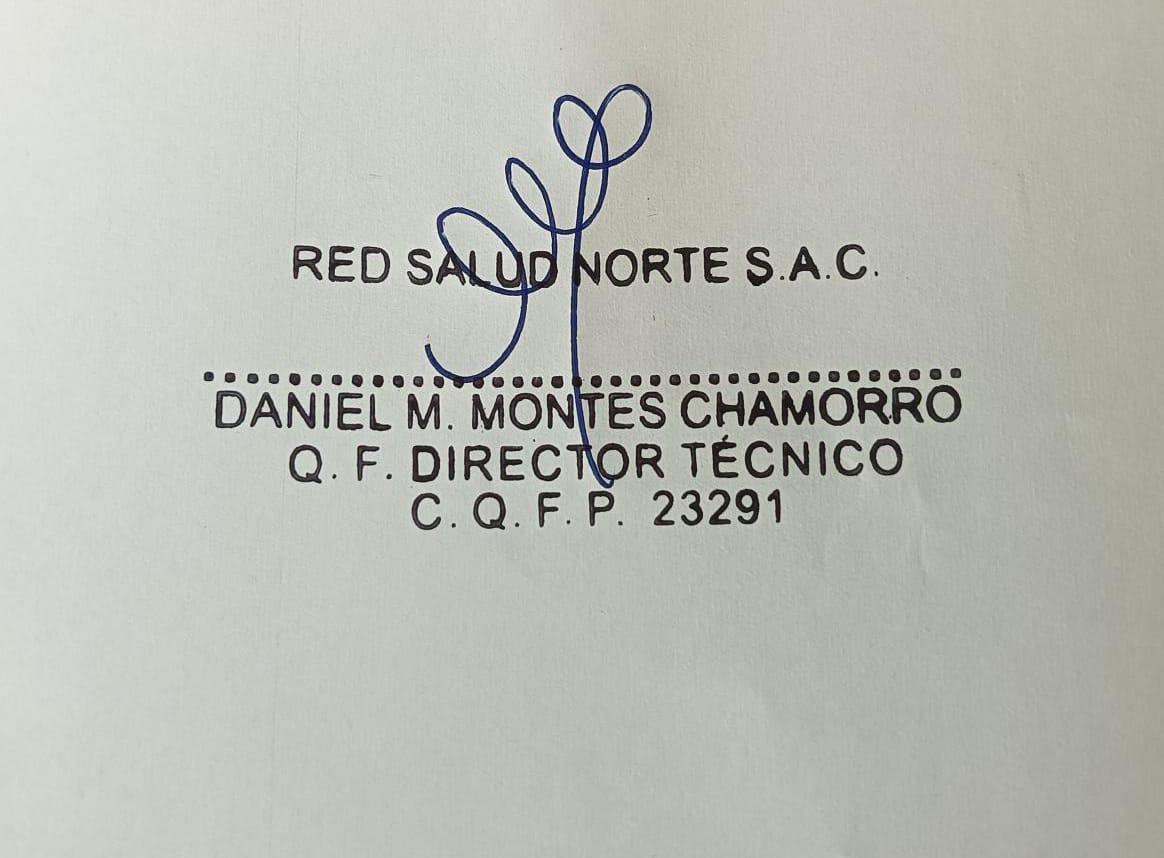 RED SALUD NORTE S.A.C.
DANIEL M. MONTES CHAMORRO
Q. F. DIRECTOR TÉCNICO
C. Q. F. P. 23291